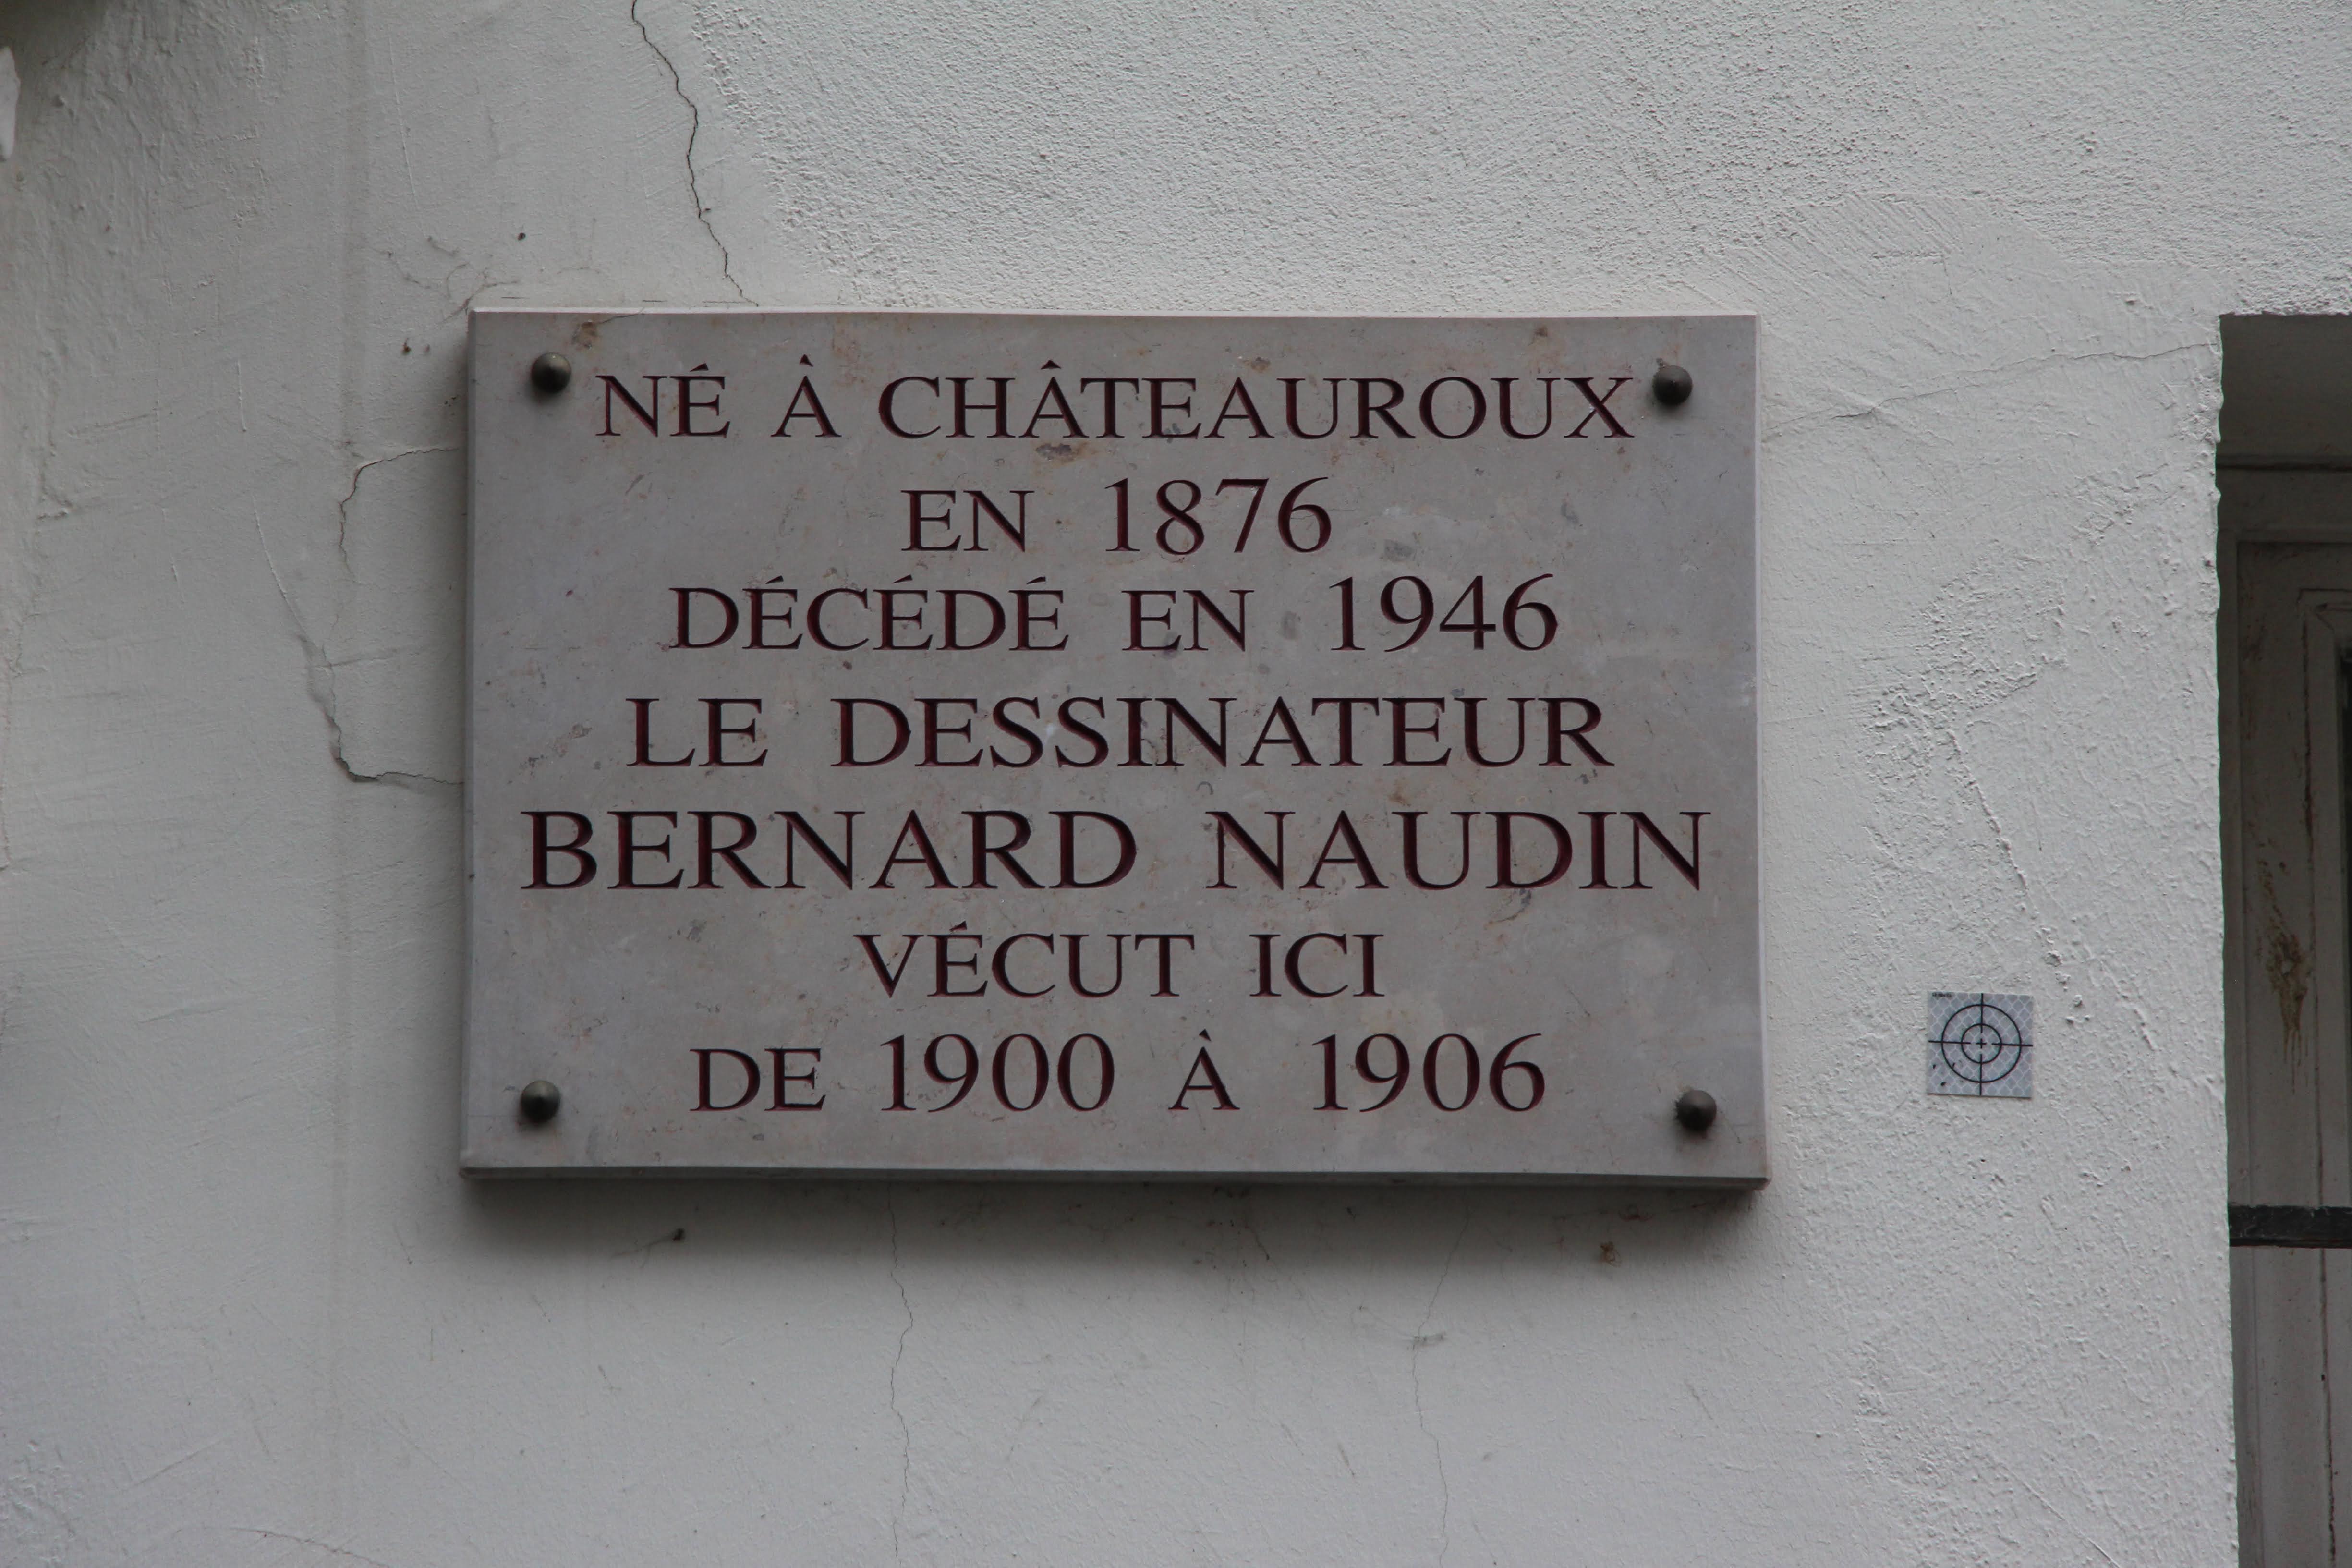 NÉ À CHÂTEAUROUX
EN 1876
DÉCÉDÉ EN 1946
LE DESSINATEUR
BERNARD NAUDIN
VÉCUT ICI
DE 1900 À 1906